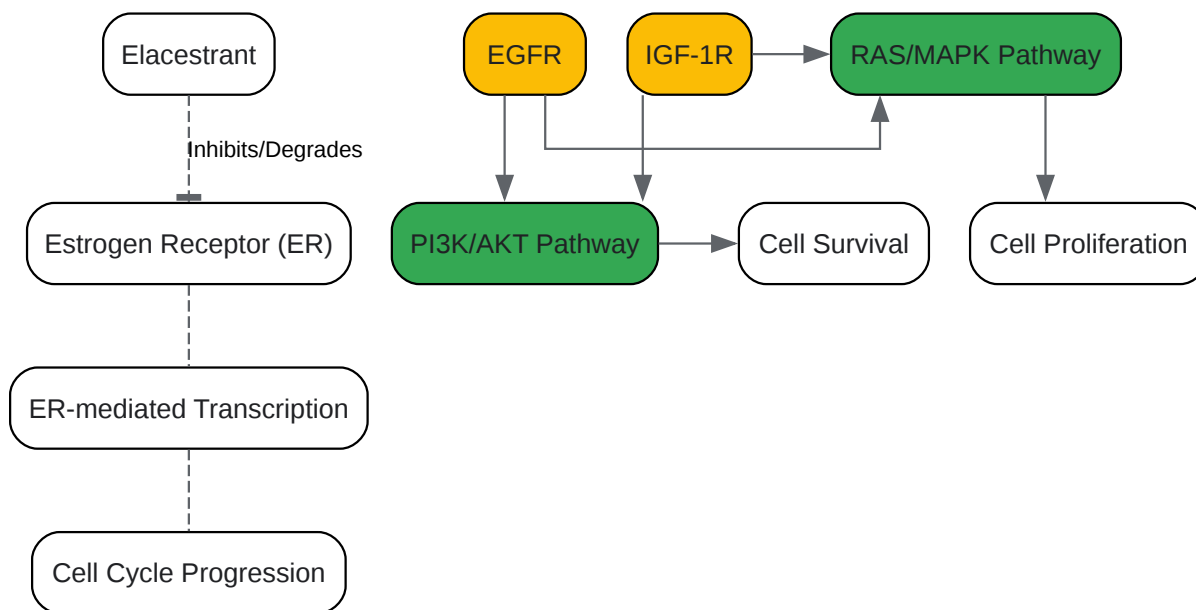 Elacestrant
EGFR
IGF-1R
RAS/MAPK Pathway
Inhibits/Degrades
Estrogen Receptor (ER)
PI3K/AKT Pathway
Cell Survival
Cell Proliferation
ER-mediated Transcription
Cell Cycle Progression